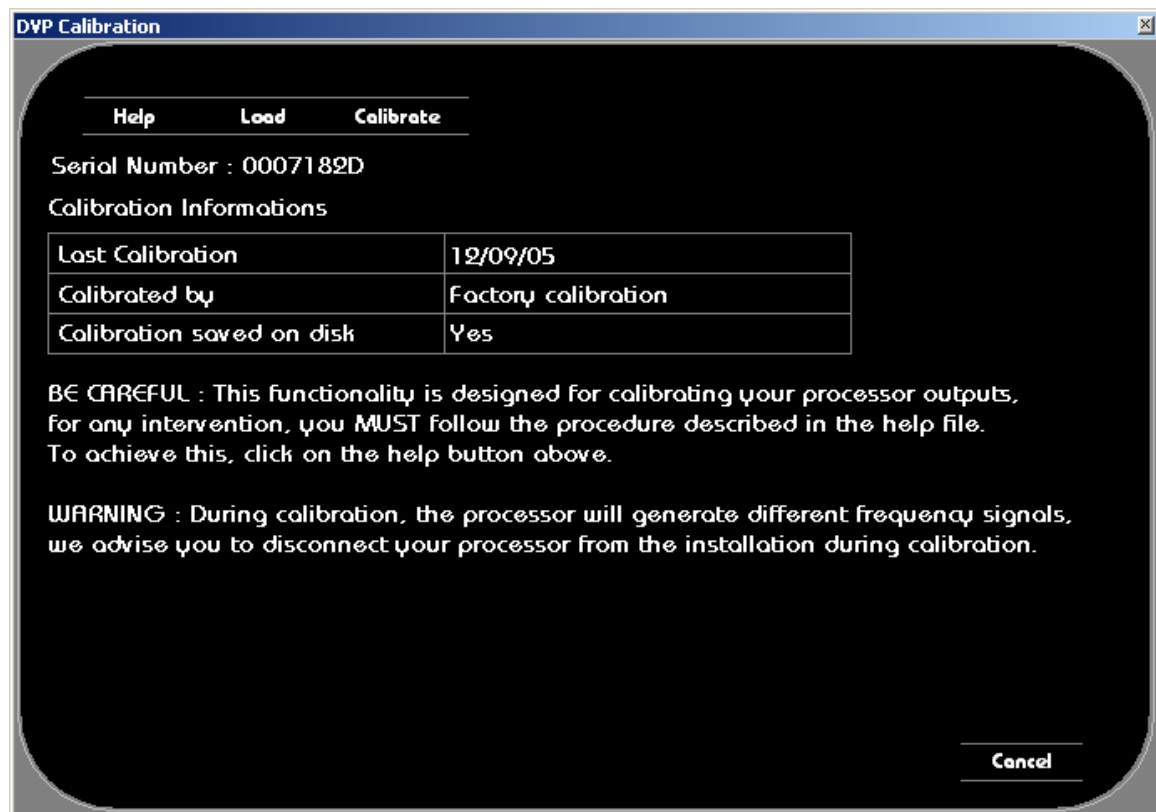 DVP Calibration
Help Load Calibrate
Serial Number : 0007182D
Calibration Informations
Last Calibration 12/09/05
Calibrated by Factory calibration
Calibration saved on disk Yes
BE CAREFUL : This functionality is designed for calibrating your processor outputs,
for any intervention, you MUST follow the procedure described in the help file.
To achieve this, click on the help button above.
WARNING : During calibration, the processor will generate different frequency signals,
we advise you to disconnect your processor from the installation during calibration.
Cancel